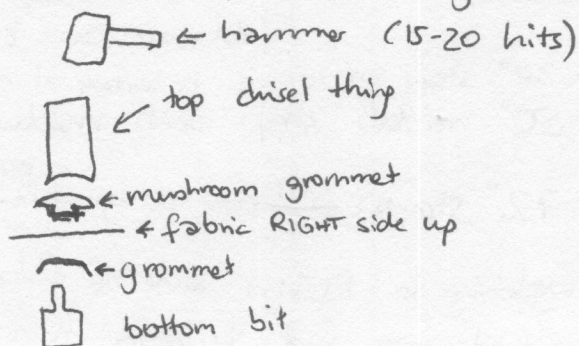 hammer (15-20 hits)
top chisel thing
mushroom grommet
fabric RIGHT side up
grommet
bottom bit